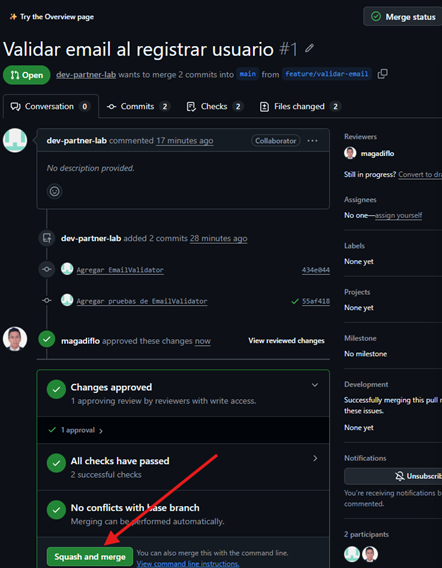 Try the Overview page
Merge status
Validar email al registrar usuario #1
Open
dev-partner-lab wants to merge 2 commits into main from feature/validar-email
Conversation 0
Commits 2
Checks 2
Files changed 2
dev-partner-lab commented 17 minutes ago
Collaborator
No description provided.
dev-partner-lab added 2 commits 28 minutes ago
Agregar EmailValidator
434e044
Agregar pruebas de EmailValidator
55af418
magadiflo approved these changes now
View reviewed changes
Changes approved
1 approving review by reviewers with write access.
1 approval
All checks have passed
2 successful checks
No conflicts with base branch
Merging can be performed automatically.
Squash and merge
You can also merge this with the command line.
View command line instructions.
Reviewers
magadiflo
Still in progress? Convert to dra
Assignees
No one—assign yourself
Labels
None yet
Projects
None yet
Milestone
No milestone
Development
Successfully merging this pull r
these issues.
None yet
Notifications
Unsubscrib
You're receiving notifications b
commented.
2 participants